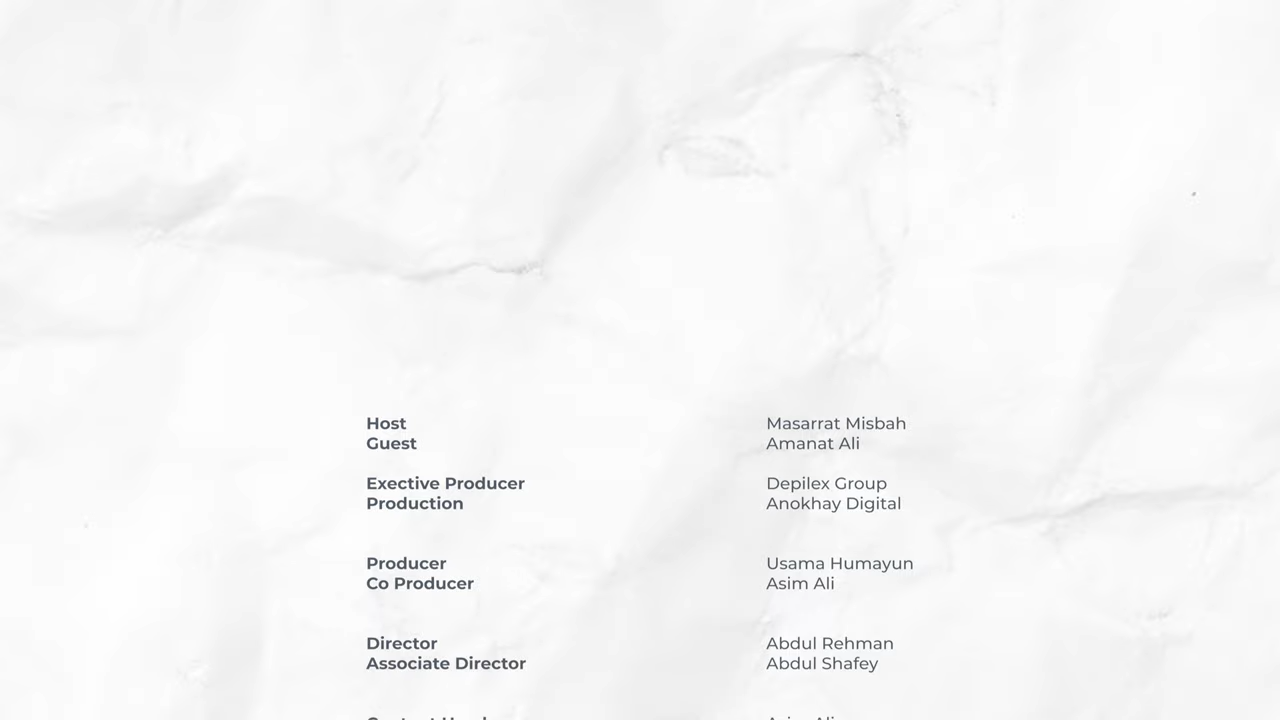 Host Masarrat Misbah
Guest Amanat Ali
Exective Producer Depilex Group
Production Anokhay Digital
Producer Usama Humayun
Co Producer Asim Ali
Director Abdul Rehman
Associate Director Abdul Shafey